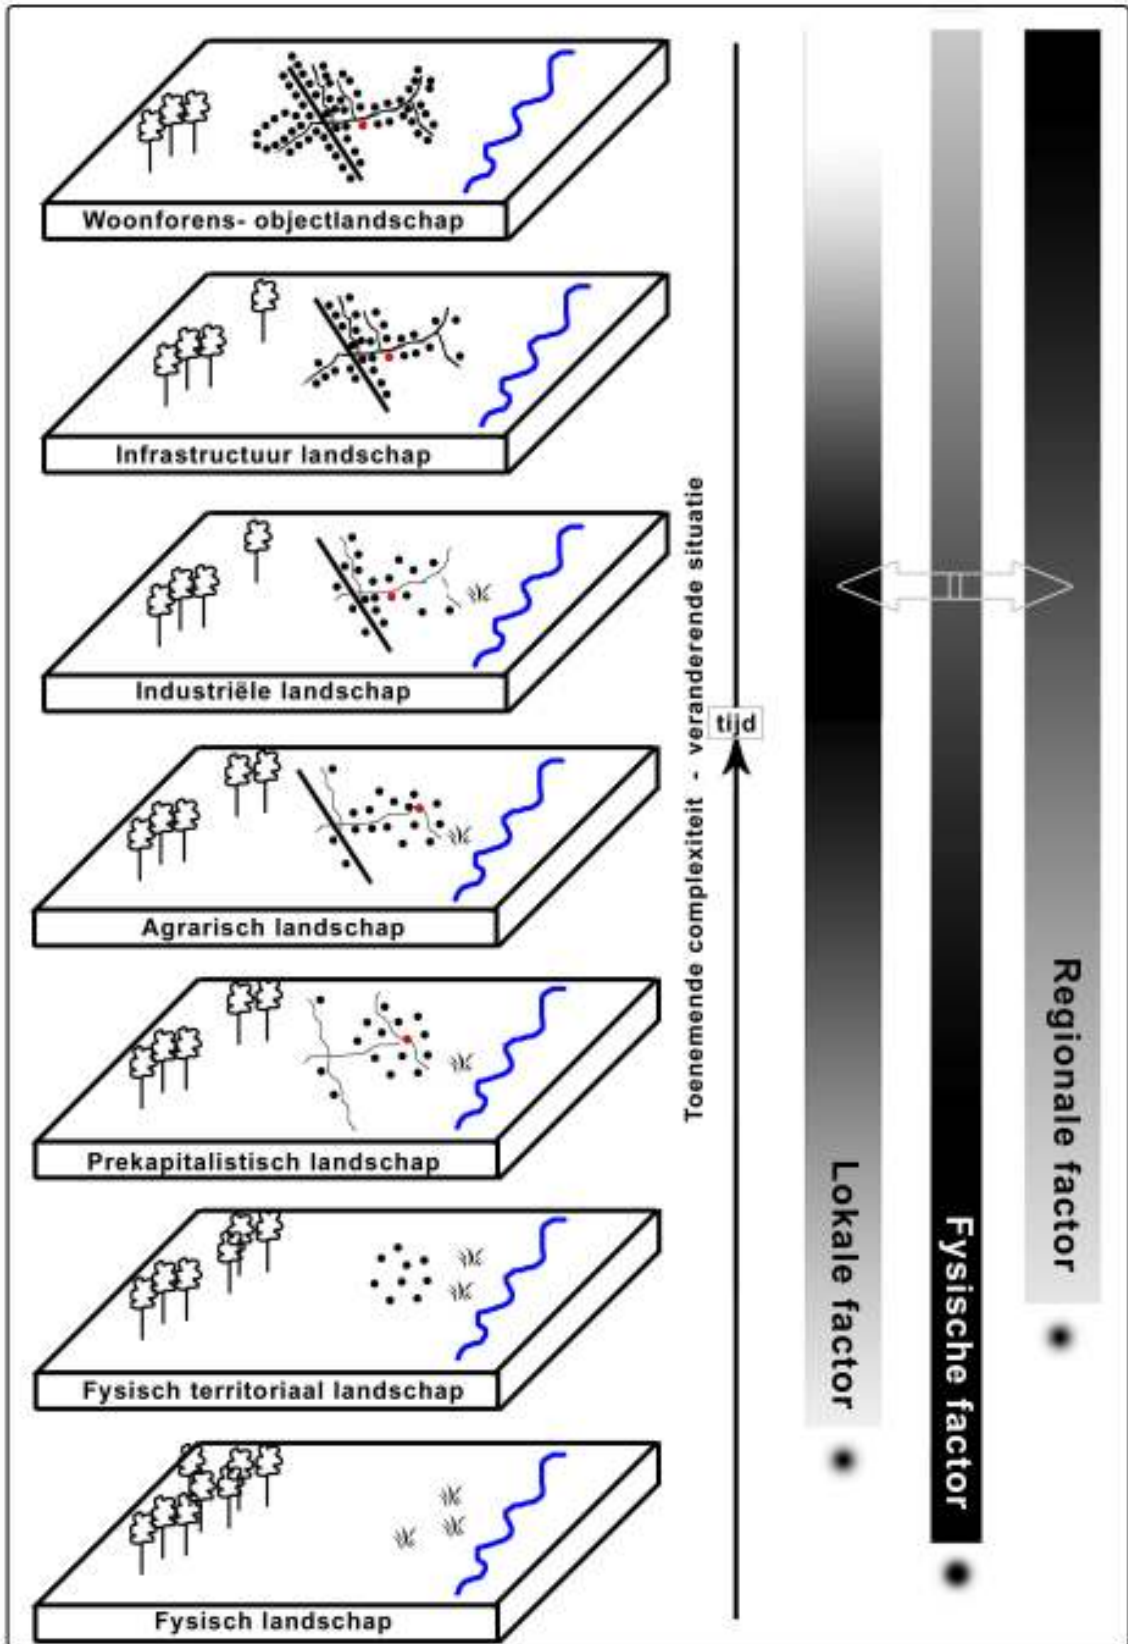 Woonforens- objectlandschap
Infrastructuur landschap
Industriële landschap
Agrarisch landschap
Prekapitalistisch landschap
Fysisch territoriaal landschap
Fysisch landschap
Toenemende complexiteit - veranderende situatie
tijd
Lokale factor
Fysische factor
Regionale factor